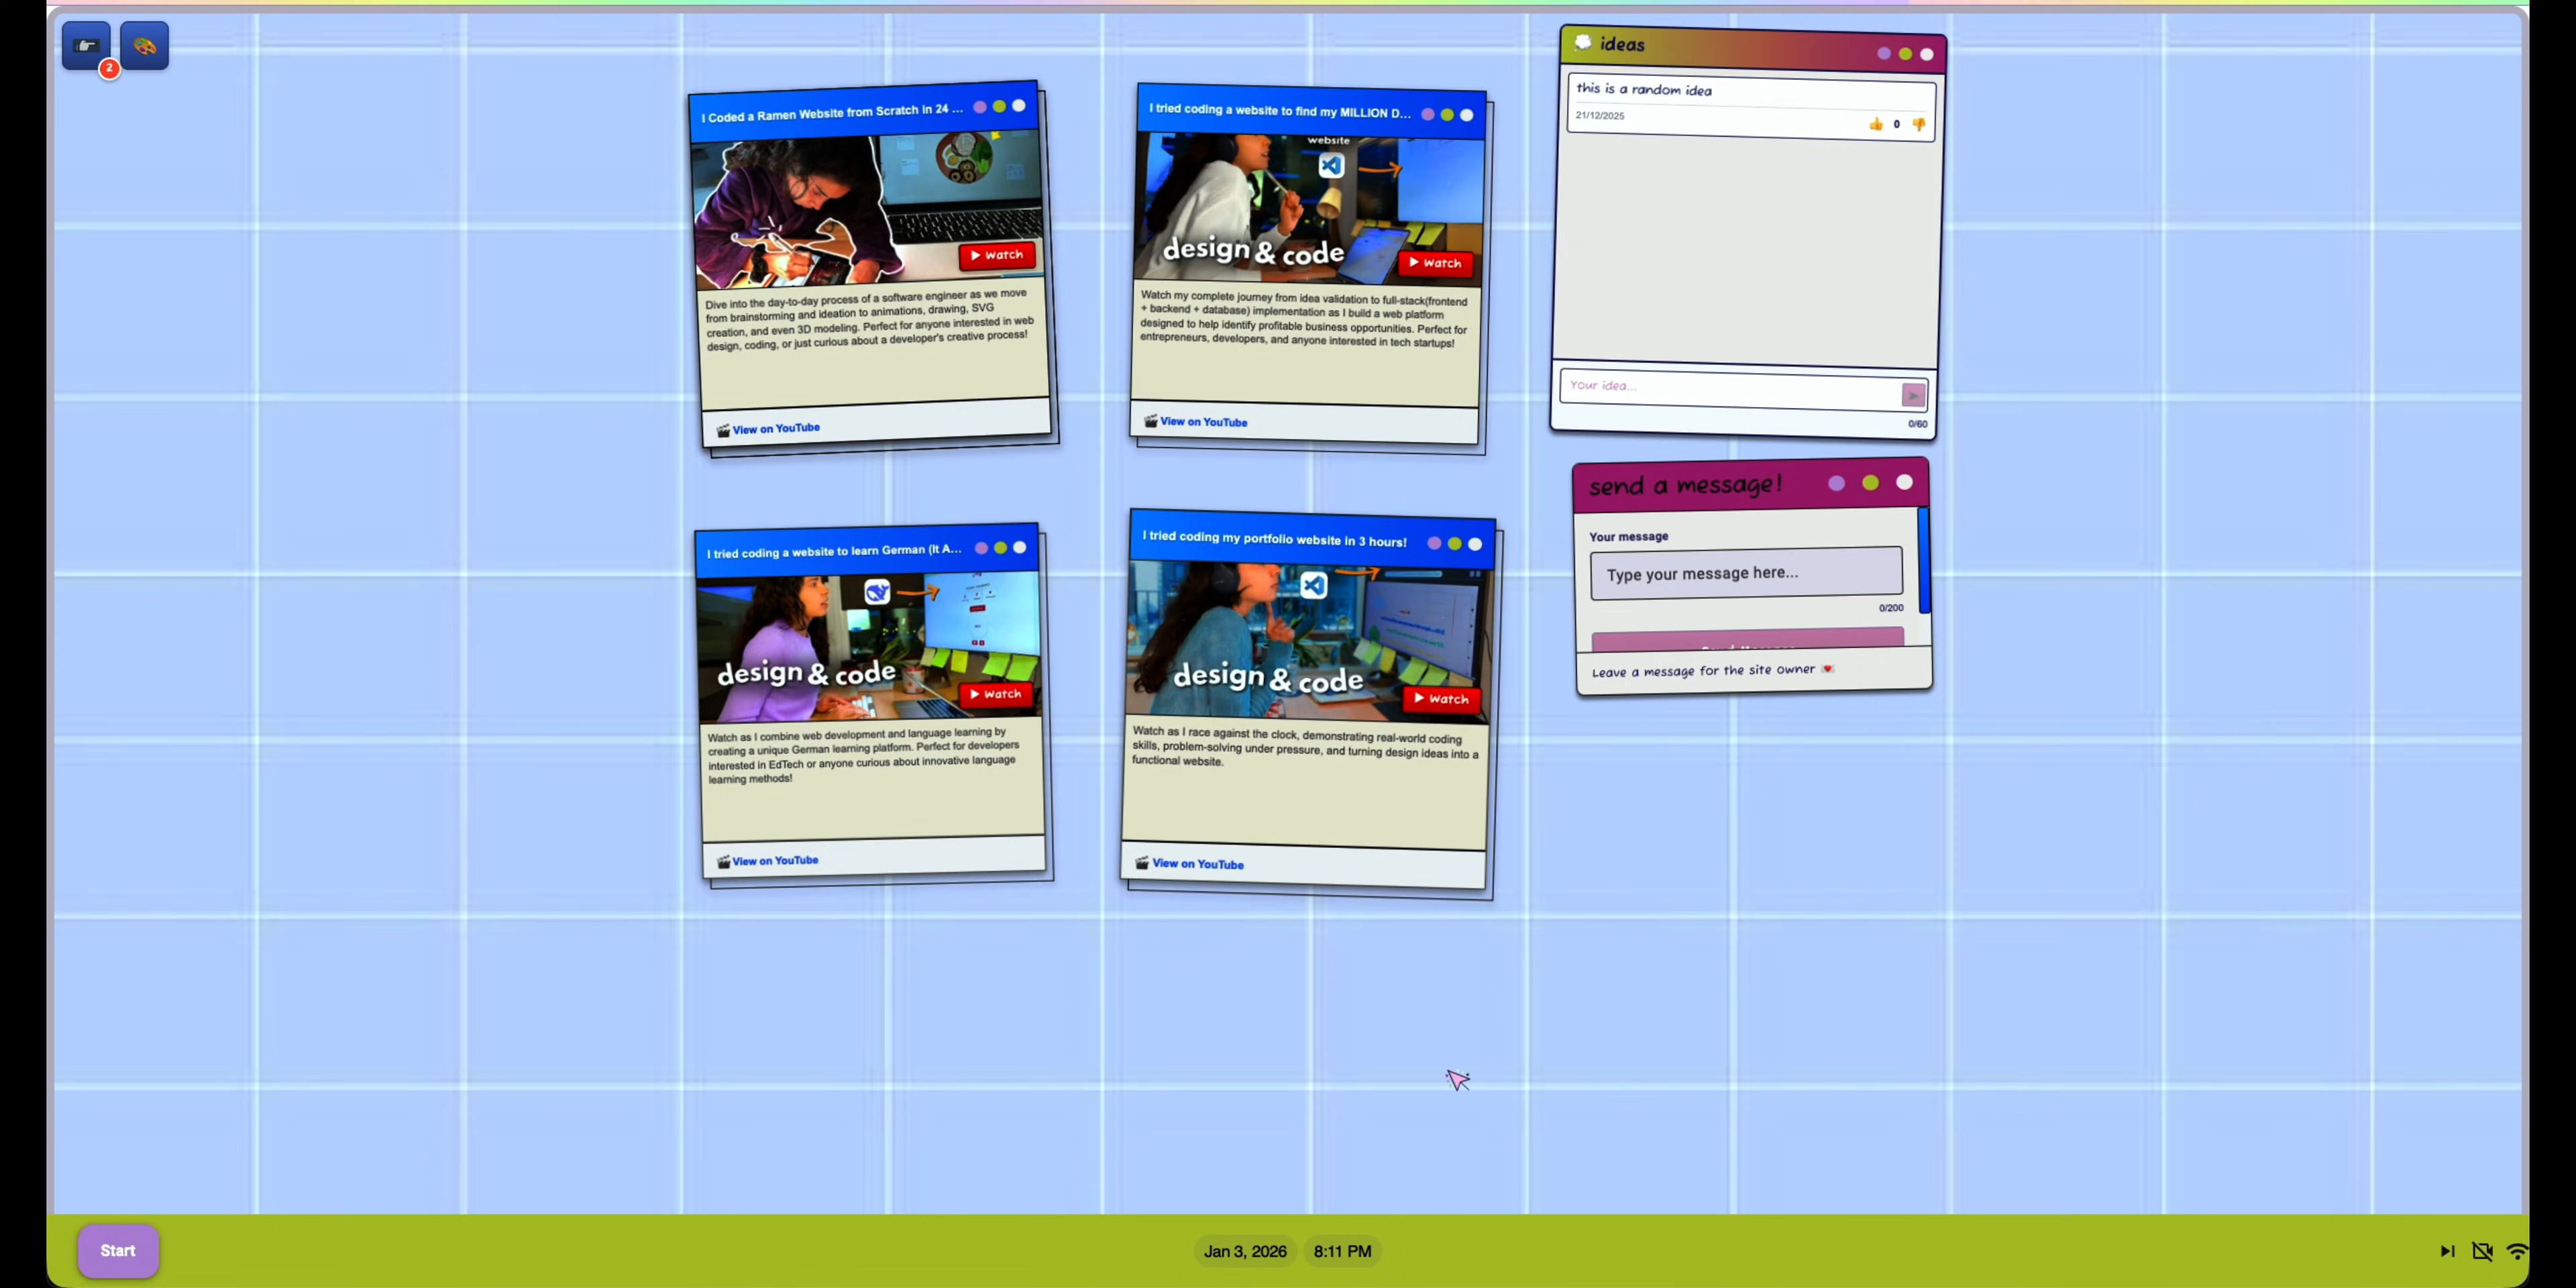 2
I Coded a Ramen Website from Scratch in 24 ...
Watch
Dive into the day-to-day process of a software engineer as we move
from brainstorming and ideation to animations, drawing, SVG
creation, and even 3D modeling. Perfect for anyone interested in web
design, coding, or just curious about a developer's creative process!
View on YouTube
I tried coding a website to find my MILLION D...
website
design & code
Watch
Watch my complete journey from idea validation to full-stack(frontend
+ backend + database) implementation as I build a web platform
designed to help identify profitable business opportunities. Perfect for
entrepreneurs, developers, and anyone interested in tech startups!
View on YouTube
ideas
this is a random idea
21/12/2025
0
Your idea...
0/60
send a message!
Your message
Type your message here...
0/200
Leave a message for the site owner
I tried coding a website to learn German (It A...
design & code
Watch
Watch as I combine web development and language learning by
creating a unique German learning platform. Perfect for developers
interested in EdTech or anyone curious about innovative language
learning methods!
View on YouTube
I tried coding my portfolio website in 3 hours!
design & code
Watch
Watch as I race against the clock, demonstrating real-world coding
skills, problem-solving under pressure, and turning design ideas into a
functional website.
View on YouTube
Start
Jan 3, 2026
8:11 PM